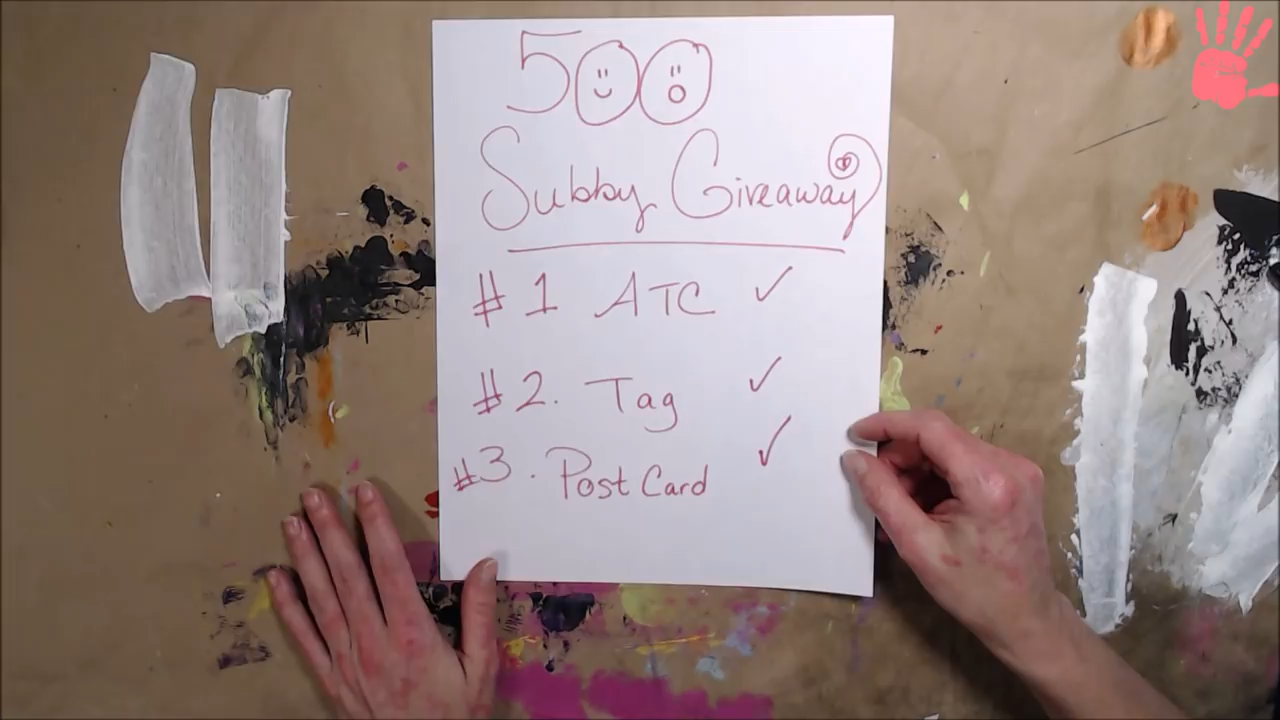 500
Subby Giveaway
#1 ATC ✓
#2. Tag ✓
#3. Post Card ✓